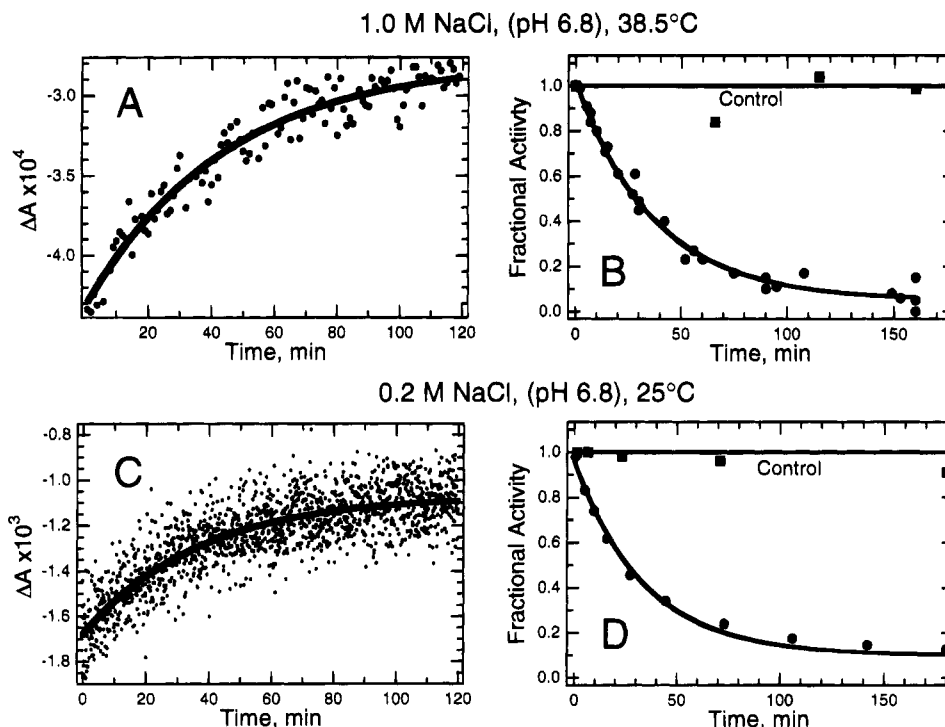 1.0 M NaCl, (pH 6.8), 38.5°C
A
ΔA x10⁴
-3.0
-3.5
-4.0
20 40 60 80 100 120
Time, min
B
Control
Fractional Actiivty
1.0
0.8
0.6
0.4
0.2
0.0
0 50 100 150
Time, min
0.2 M NaCl, (pH 6.8), 25°C
C
ΔA x10³
-0.8
-1.0
-1.2
-1.4
-1.6
-1.8
0 20 40 60 80 100 120
Time, min
D
Control
Fractional Activity
1.0
0.8
0.6
0.4
0.2
0.0
0 50 100 150
Time, min